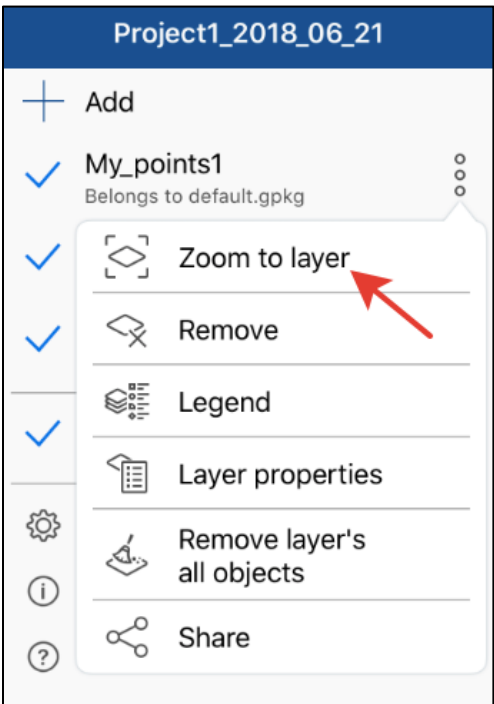 Project1_2018_06_21
Add
My_points1
Belongs to default.gpkg
Zoom to layer
Remove
Legend
Layer properties
Remove layer's
all objects
Share